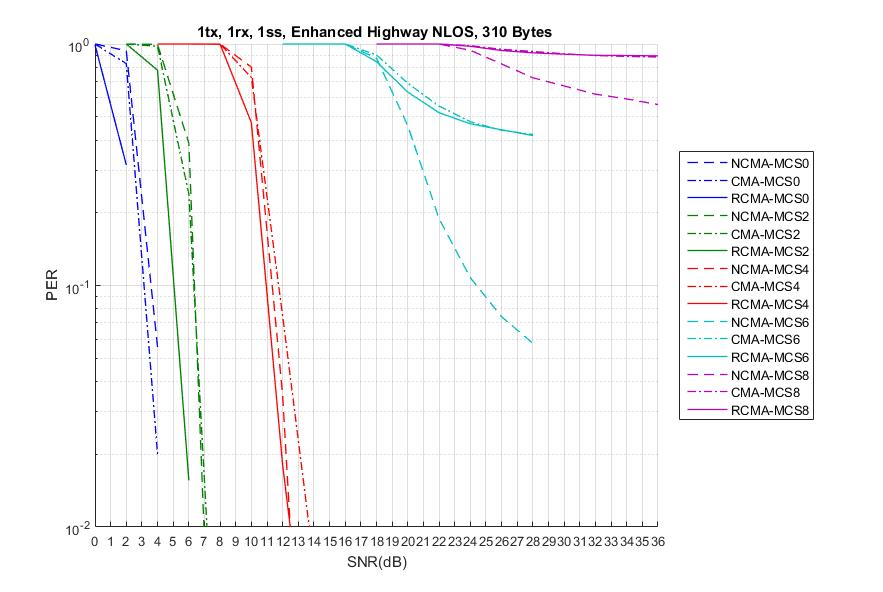 1tx, 1rx, 1ss, Enhanced Highway NLOS, 310 Bytes
10^0
10^-1
10^-2
PER
0 1 2 3 4 5 6 7 8 9 10 11 12 13 14 15 16 17 18 19 20 21 22 23 24 25 26 27 28 29 30 31 32 33 34 35 36
SNR(dB)
NCMA-MCS0
CMA-MCS0
RCMA-MCS0
NCMA-MCS2
CMA-MCS2
RCMA-MCS2
NCMA-MCS4
CMA-MCS4
RCMA-MCS4
NCMA-MCS6
CMA-MCS6
RCMA-MCS6
NCMA-MCS8
CMA-MCS8
RCMA-MCS8